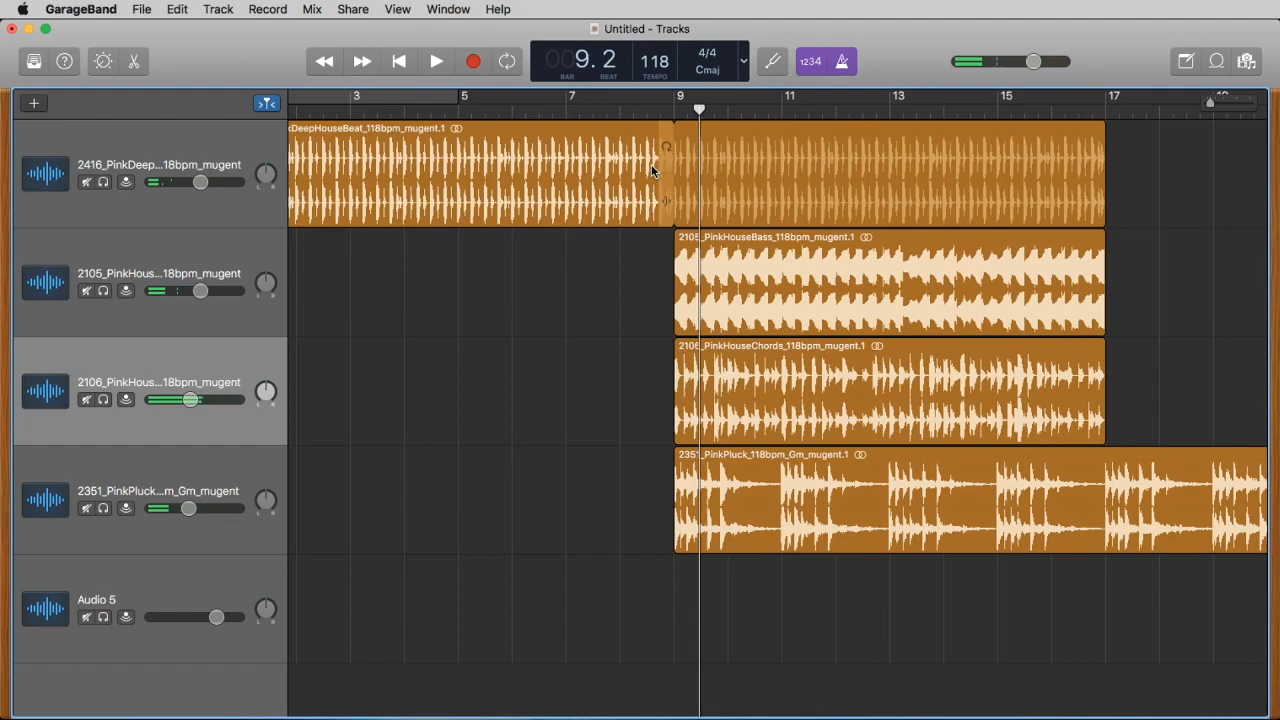 GarageBand File Edit Track Record Mix Share View Window Help
Untitled - Tracks
009. 2 118 4/4
Cmaj
BAR BEAT TEMPO
1234
3 5 7 9 11 13 15 17
DeepHouseBeat_118bpm_mugent.1
2416_PinkDeep...18bpm_mugent
L R
2105_PinkHouseBass_118bpm_mugent.1
2105_PinkHous...18bpm_mugent
L R
2106_PinkHouseChords_118bpm_mugent.1
2106_PinkHous...18bpm_mugent
L R
2351_PinkPluck_118bpm_Gm_mugent.1
2351_PinkPluck...m_Gm_mugent
L R
Audio 5
L R